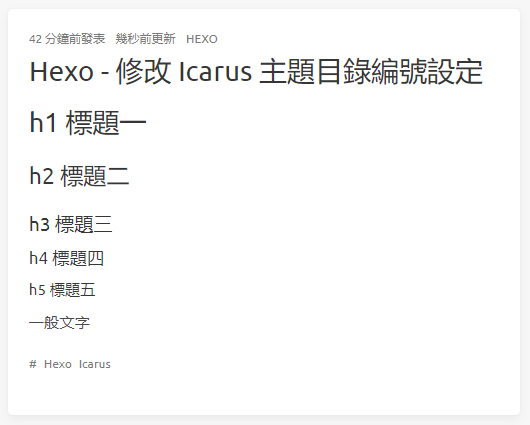 42 分鐘前發表 幾秒前更新 HEXO
Hexo - 修改 Icarus 主題目錄編號設定
h1 標題一
h2 標題二
h3 標題三
h4 標題四
h5 標題五
一般文字
# Hexo Icarus